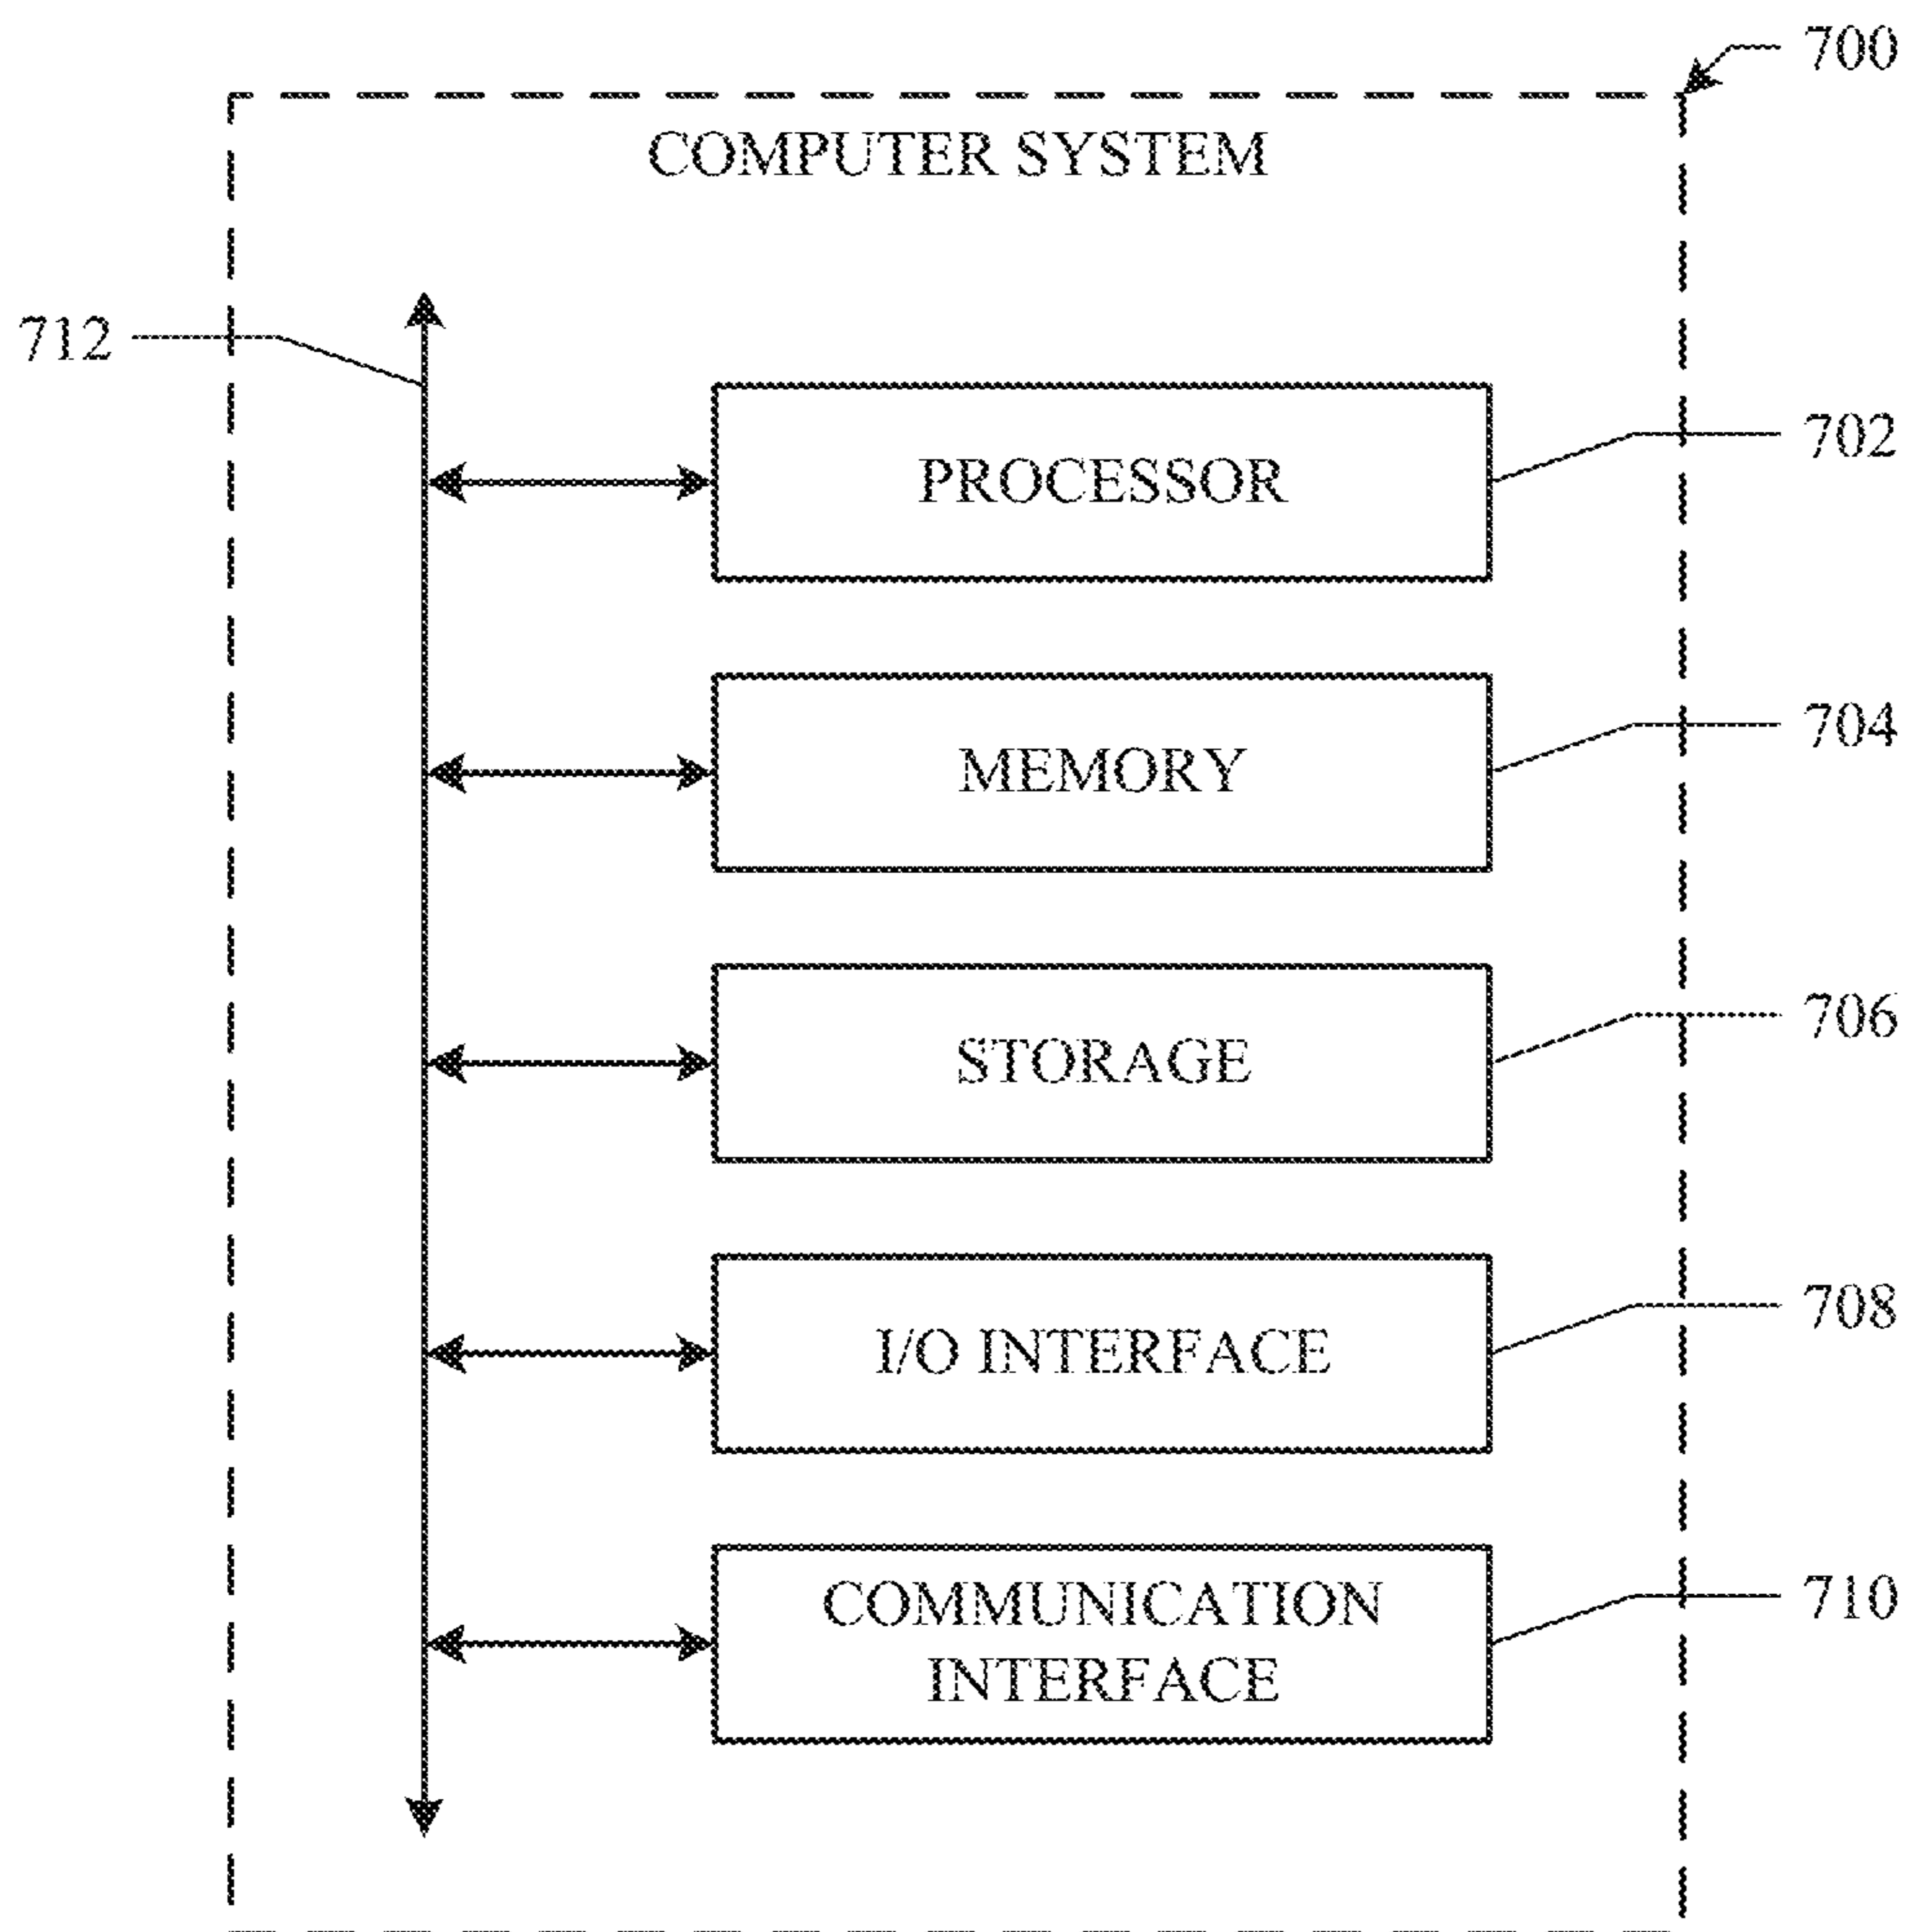 700
COMPUTER SYSTEM
712
PROCESSOR
702
MEMORY
704
STORAGE
706
I/O INTERFACE
708
COMMUNICATION
INTERFACE
710